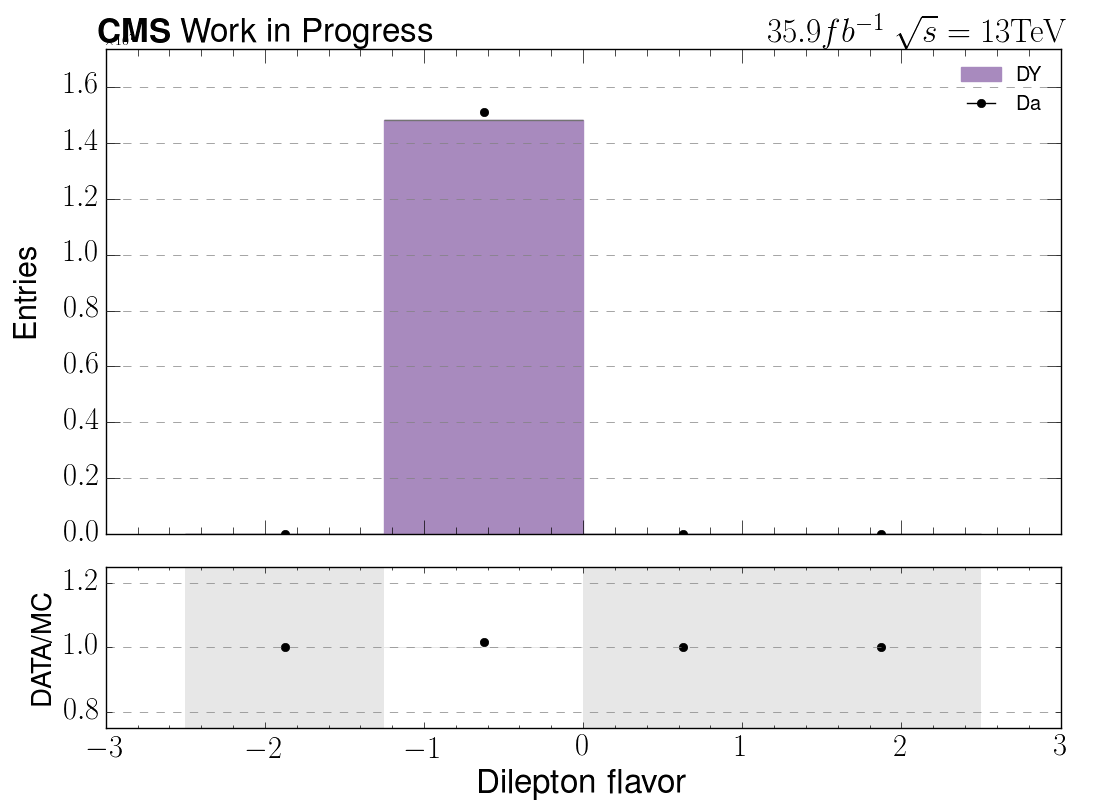 CMS Work in Progress
35.9fb⁻¹ √s = 13TeV
DY
Da
1.6
1.4
1.2
1.0
0.8
0.6
0.4
0.2
0.0
Entries
1.2
1.0
0.8
DATA/MC
−3 −2 −1 0 1 2 3
Dilepton flavor